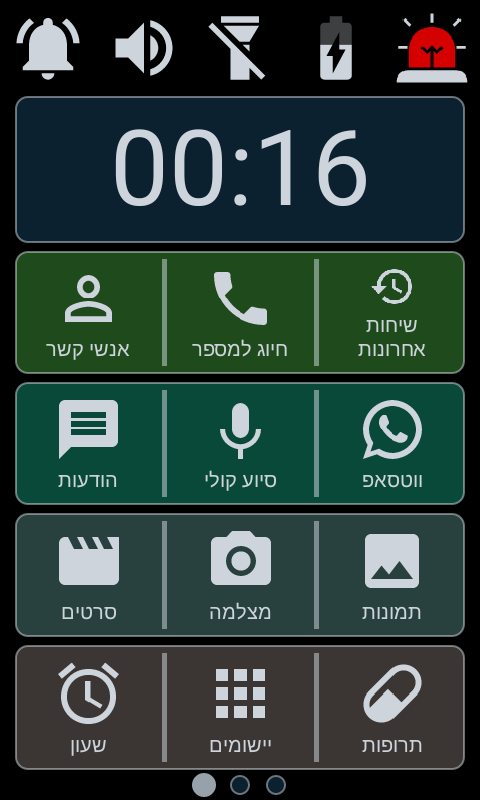 00:16
שיחות
אחרונות
חיוג למספר
אנשי קשר
ווטסאפ
סיוע קולי
הודעות
תמונות
מצלמה
סרטים
תרופות
יישומים
שעון